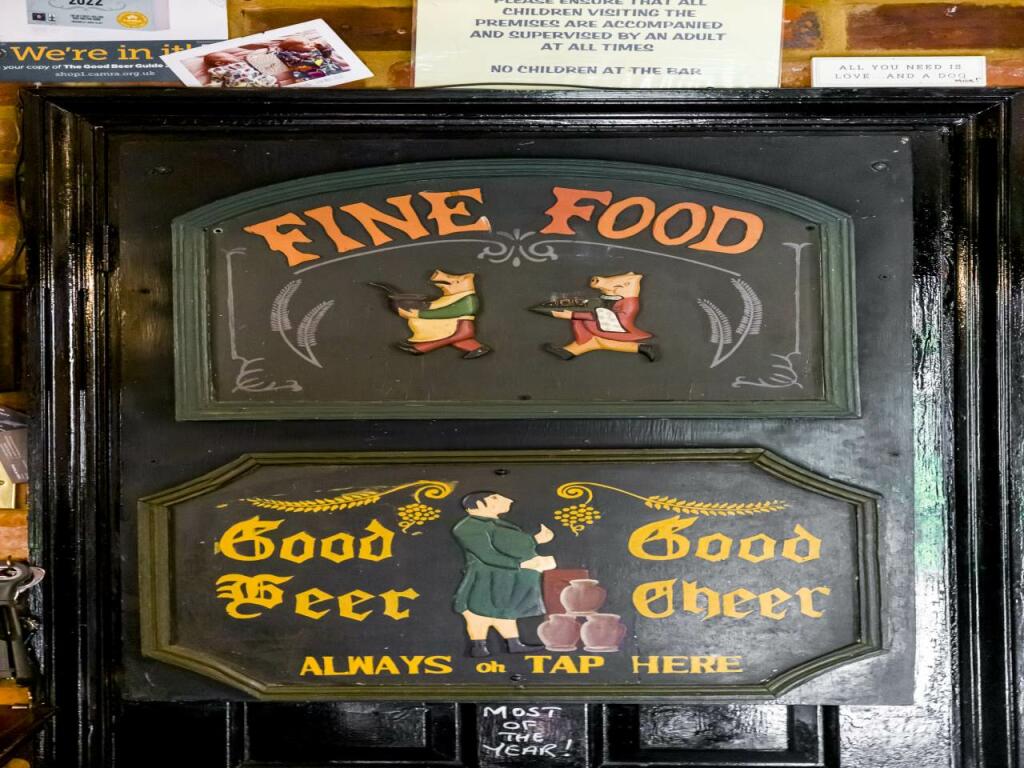 2022
We're in it!
your copy of The Good Beer Guide
shop1.camra.org.uk
PLEASE ENSURE THAT ALL
CHILDREN VISITING THE
PREMISES ARE ACCOMPANIED
AND SUPERVISED BY AN ADULT
AT ALL TIMES
NO CHILDREN AT THE BAR
ALL YOU NEED IS
LOVE...AND A DOG
FINE FOOD
Good Good
Beer Cheer
ALWAYS on TAP HERE
MOST
OF
THE
YEAR!